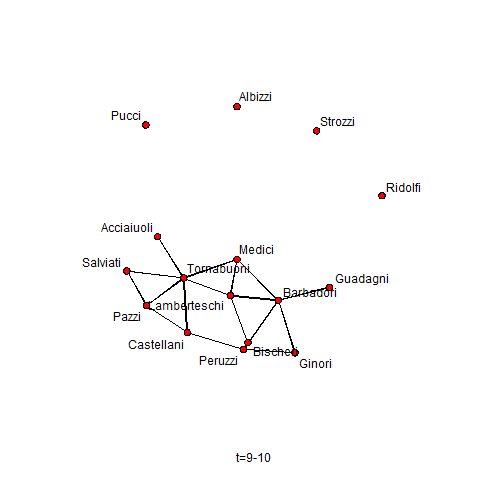 Albizzi
Pucci
Strozzi
Ridolfi
Acciaiuoli
Medici
Salviati
Tornabuoni
Guadagni
Barbadori
Lamberteschi
Pazzi
Castellani
Bischeri
Peruzzi
Ginori
t=9-10